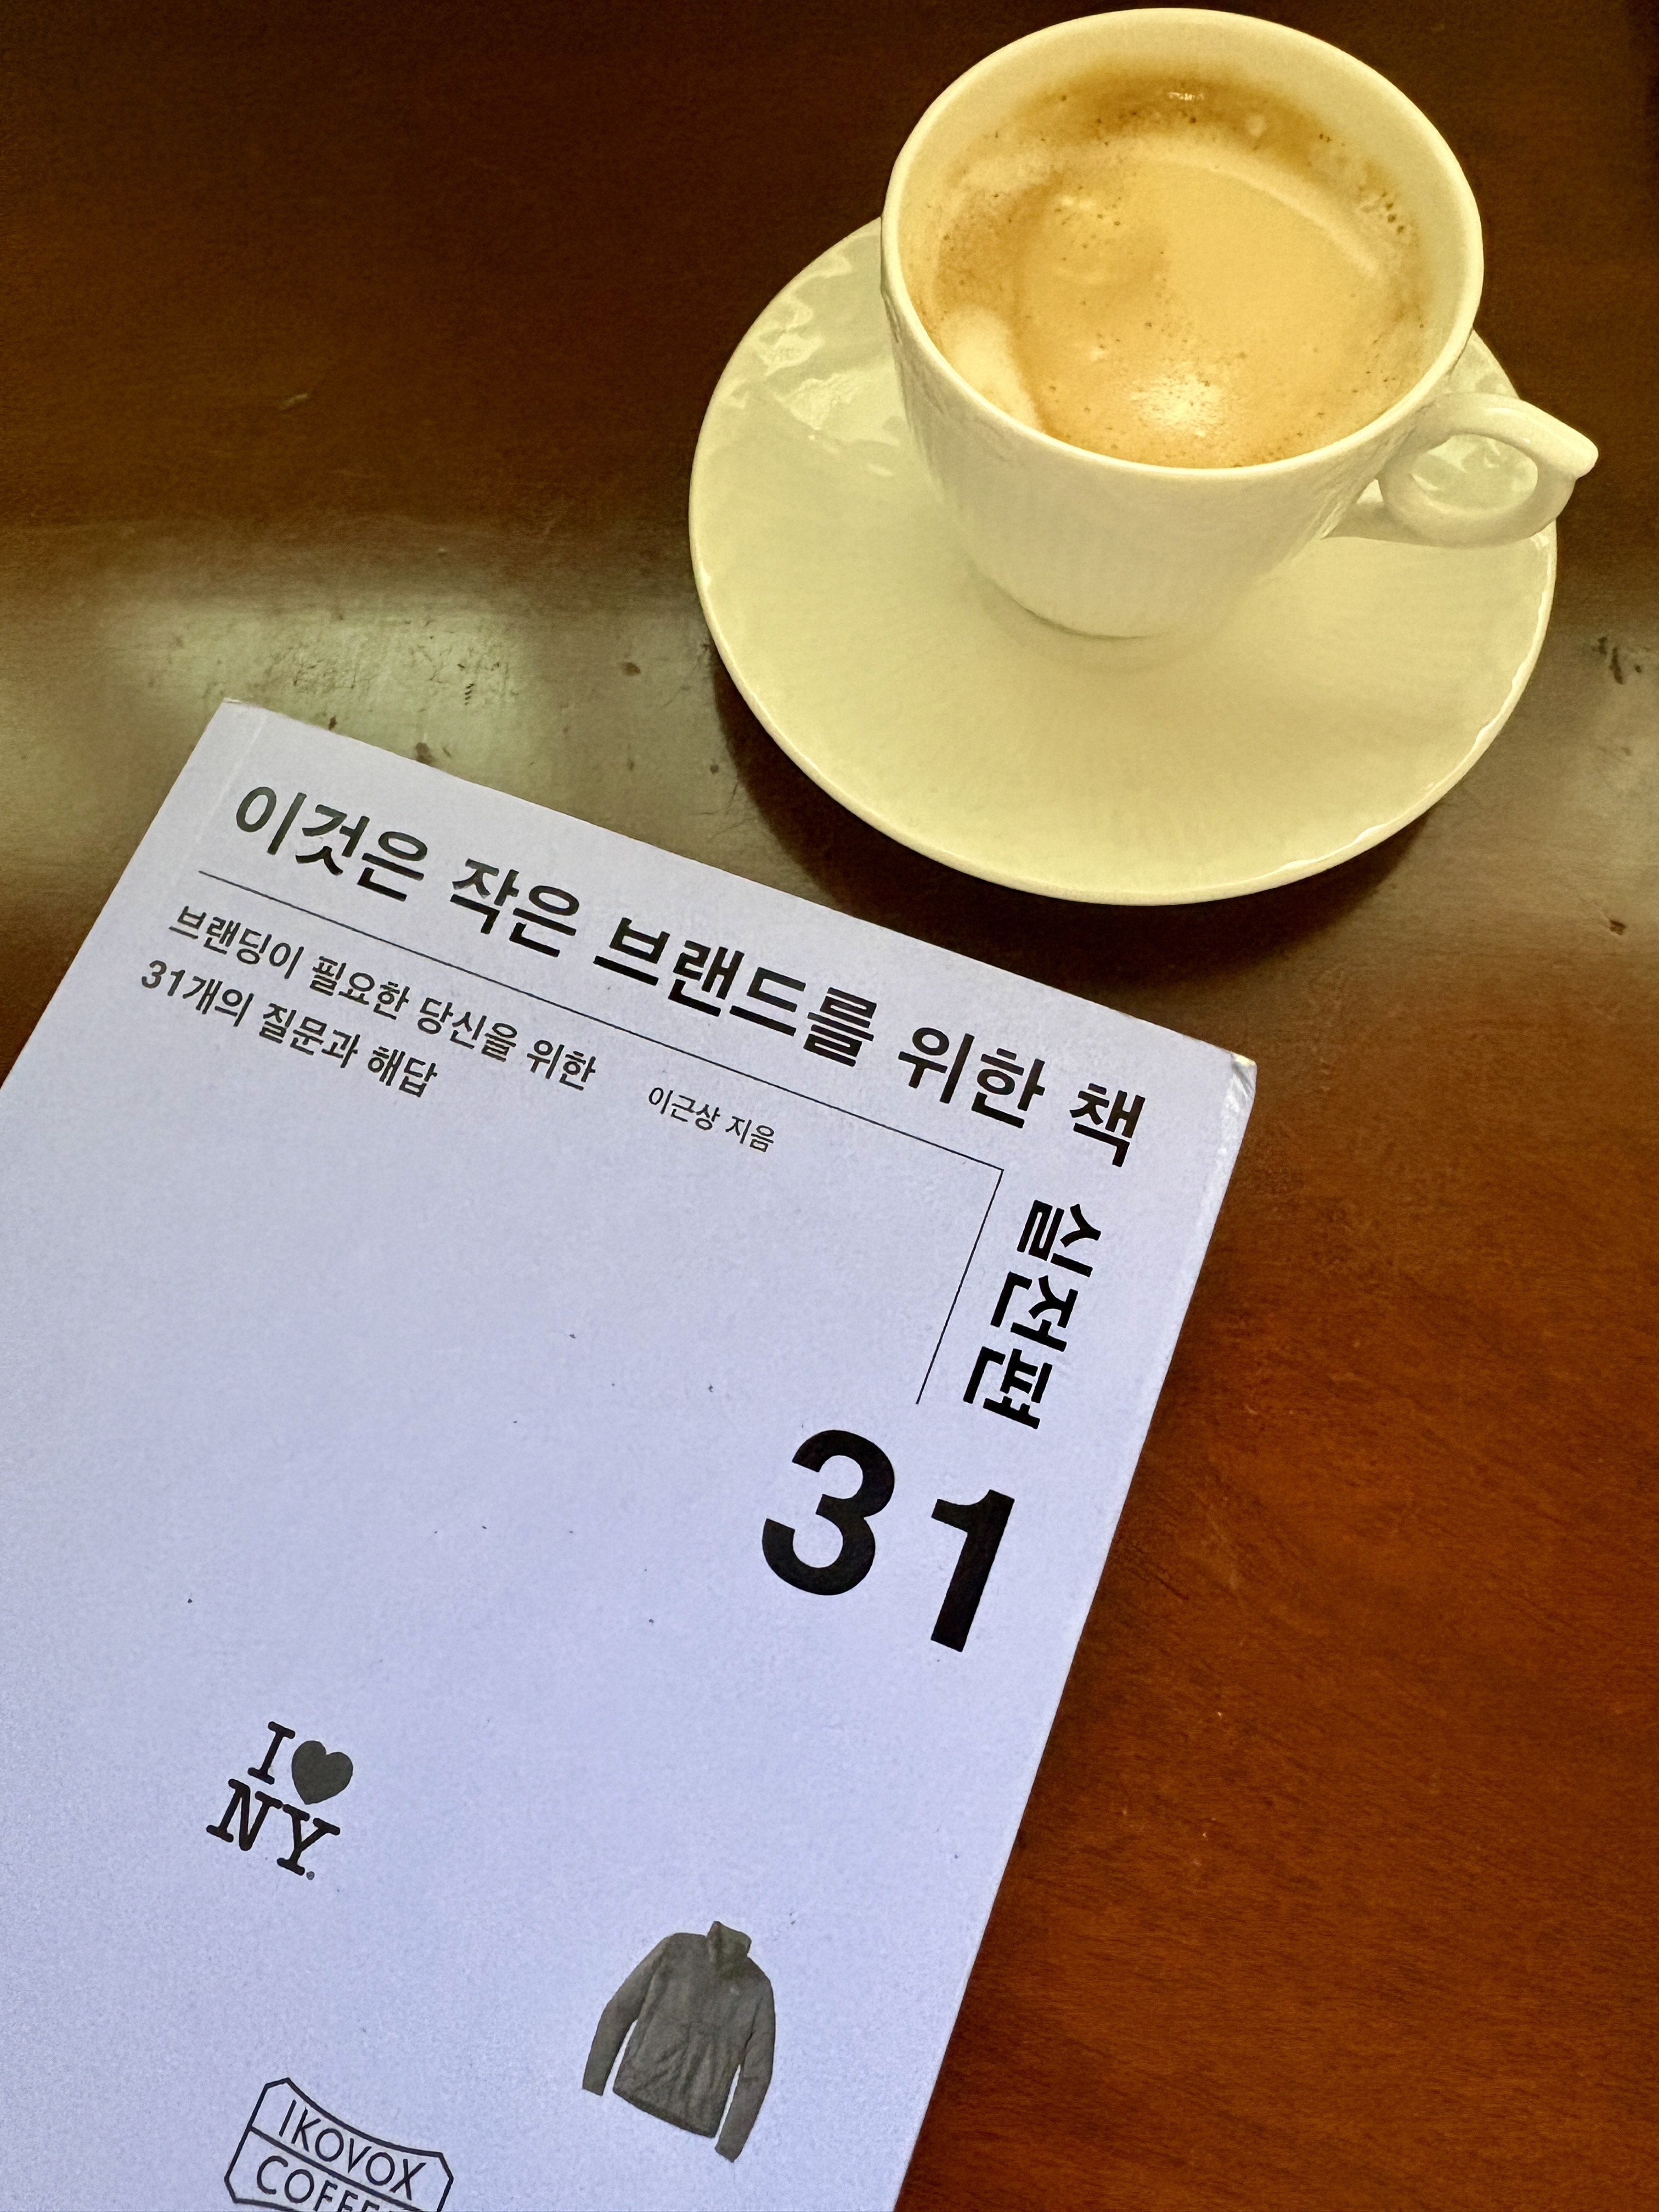 이것은 작은 브랜드를 위한 책
실전편
브랜딩이 필요한 당신을 위한
31개의 질문과 해답
이근상 지음
31
I♥
NY
IKOVOX
COFFEE